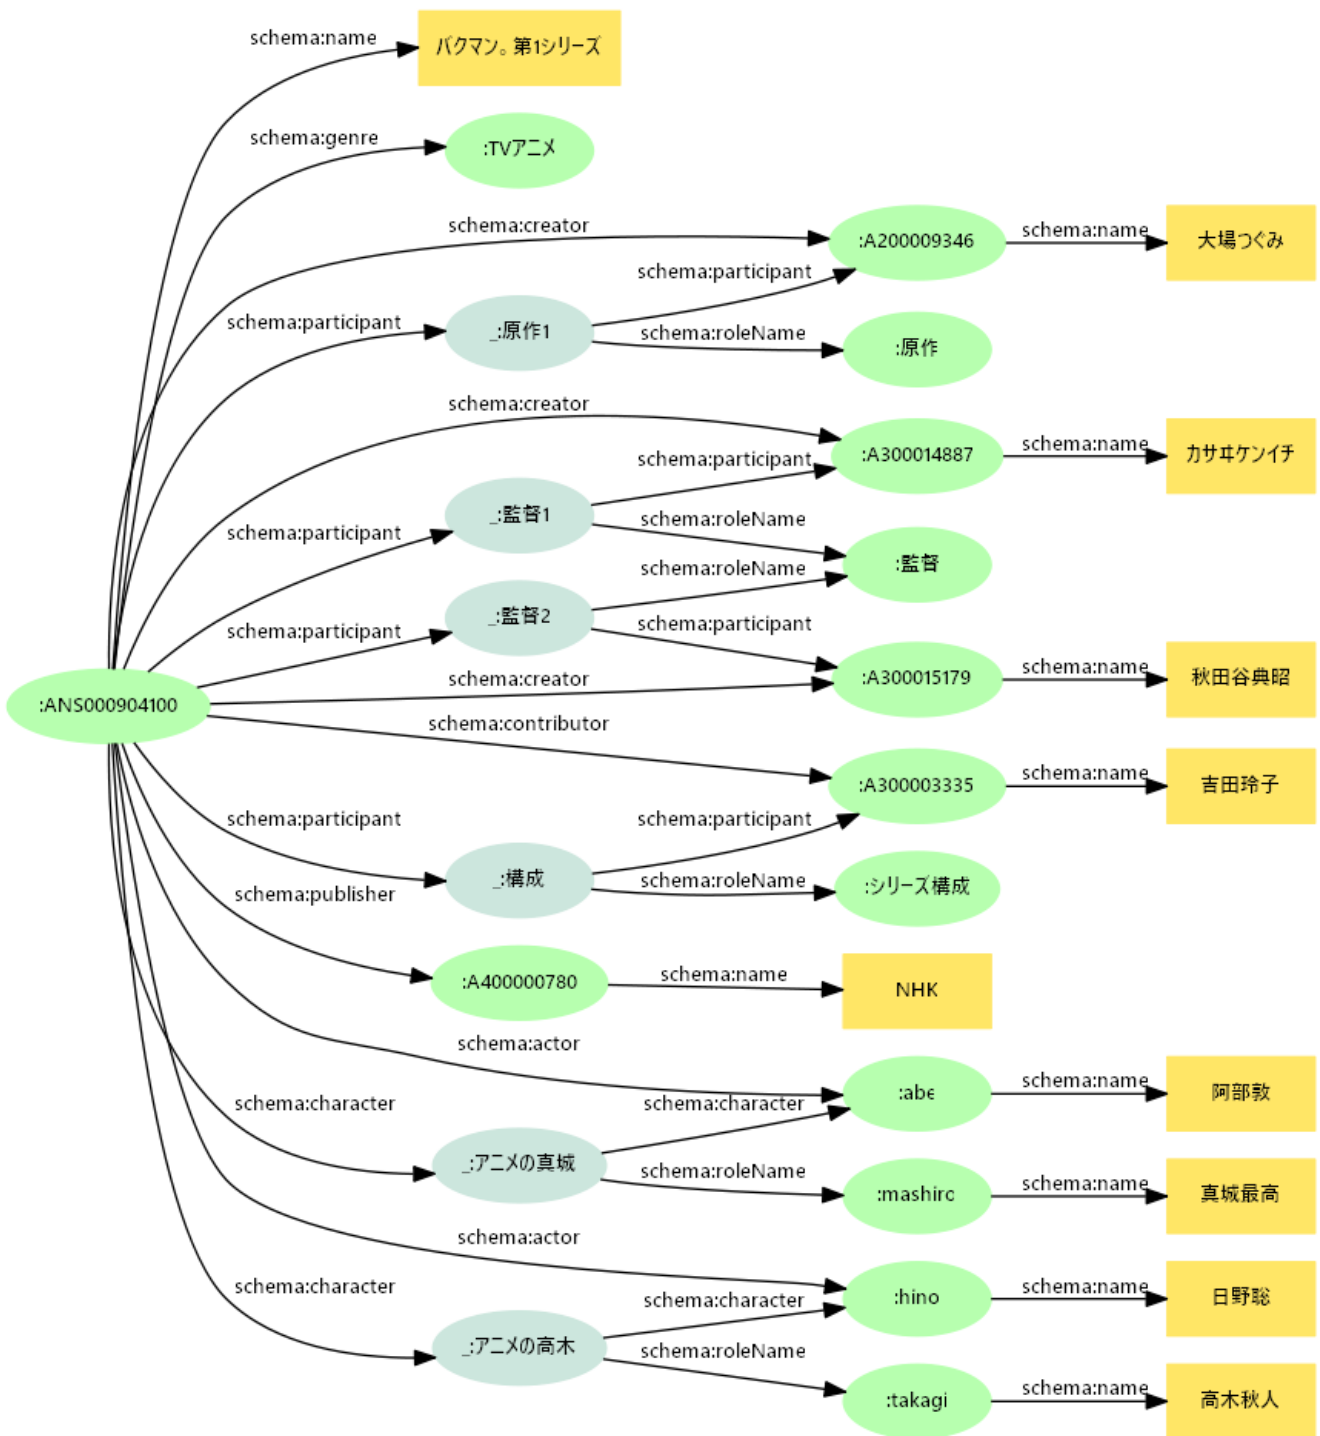 schema:name
バクマン。第1シリーズ
schema:genre
:TVアニメ
schema:creator
:A200009346
schema:name
大場つぐみ
schema:participant
schema:participant
_:原作1
schema:roleName
:原作
schema:creator
:A300014887
schema:name
カサヰケンイチ
schema:participant
schema:participant
_:監督1
schema:roleName
:監督
schema:roleName
schema:participant
_:監督2
schema:participant
schema:creator
:A300015179
schema:name
秋田谷典昭
:ANS000904100
schema:contributor
:A300003335
schema:name
吉田玲子
schema:participant
schema:participant
_:構成
schema:roleName
:シリーズ構成
schema:publisher
:A400000780
schema:name
NHK
schema:actor
:abe
schema:name
阿部敦
schema:character
schema:character
_:アニメの真城
schema:roleName
:mashiro
schema:name
真城最高
schema:actor
:hino
schema:name
日野聡
schema:character
schema:character
_:アニメの高木
schema:roleName
:takagi
schema:name
高木秋人